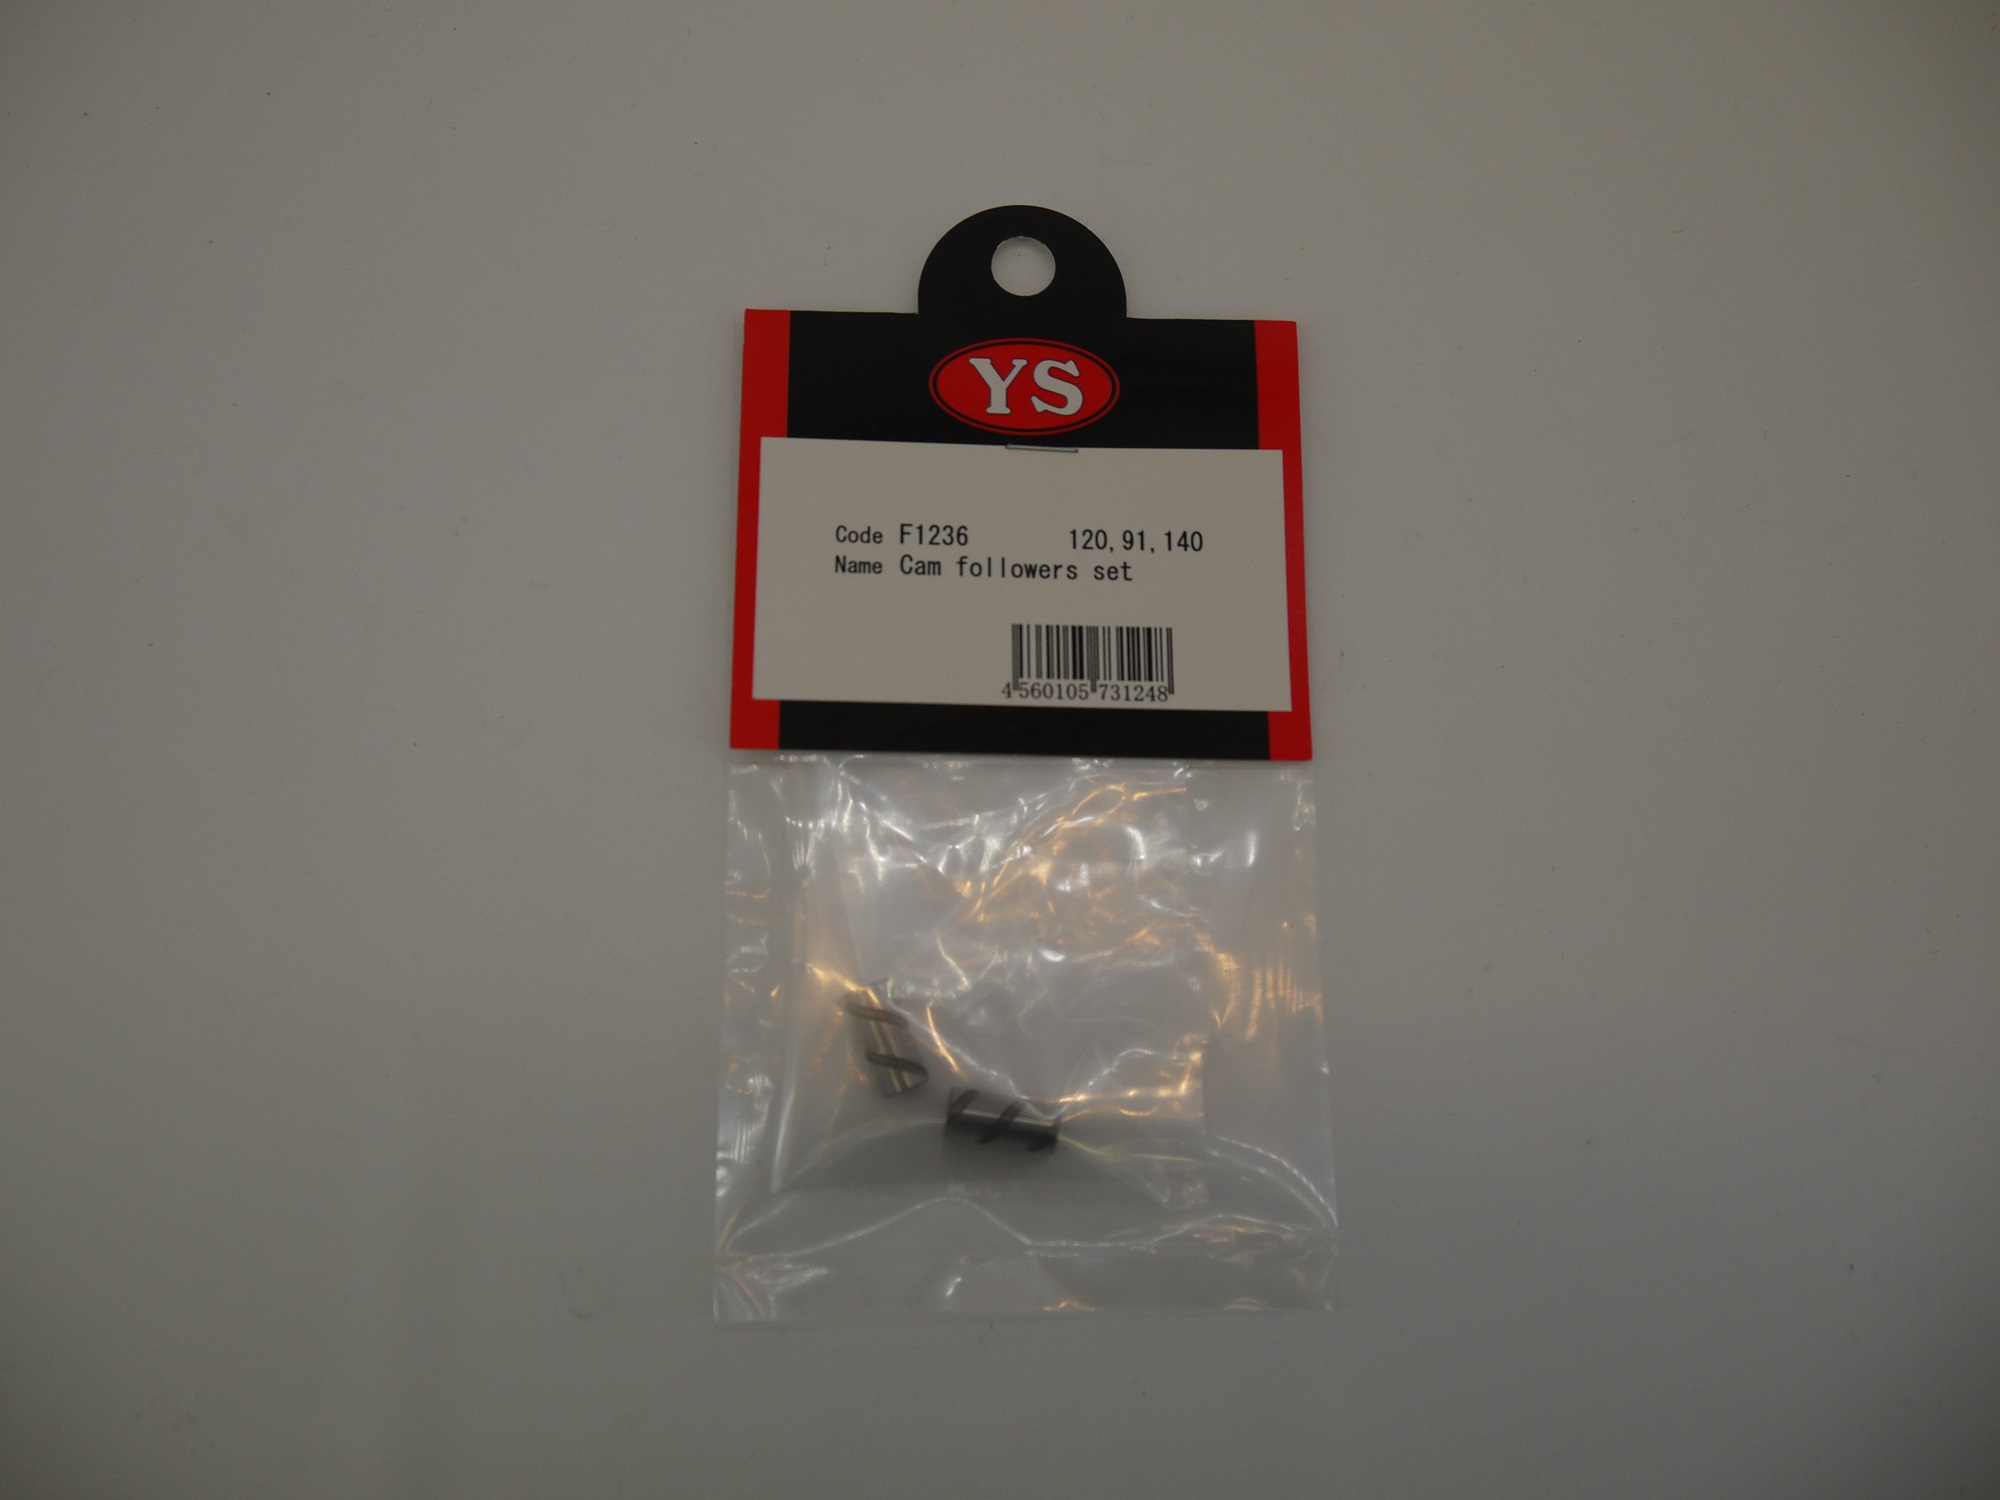 YS
Code F1236 120, 91, 140
Name Cam followers set
4 560105 731248